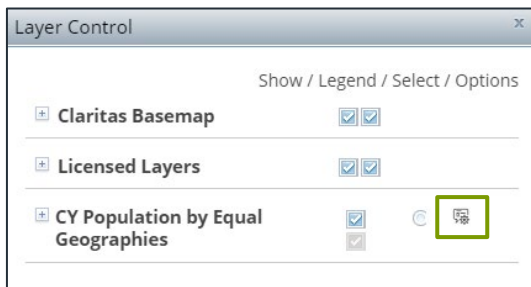 Layer Control x
Show / Legend / Select / Options
Claritas Basemap
Licensed Layers
CY Population by Equal
Geographies